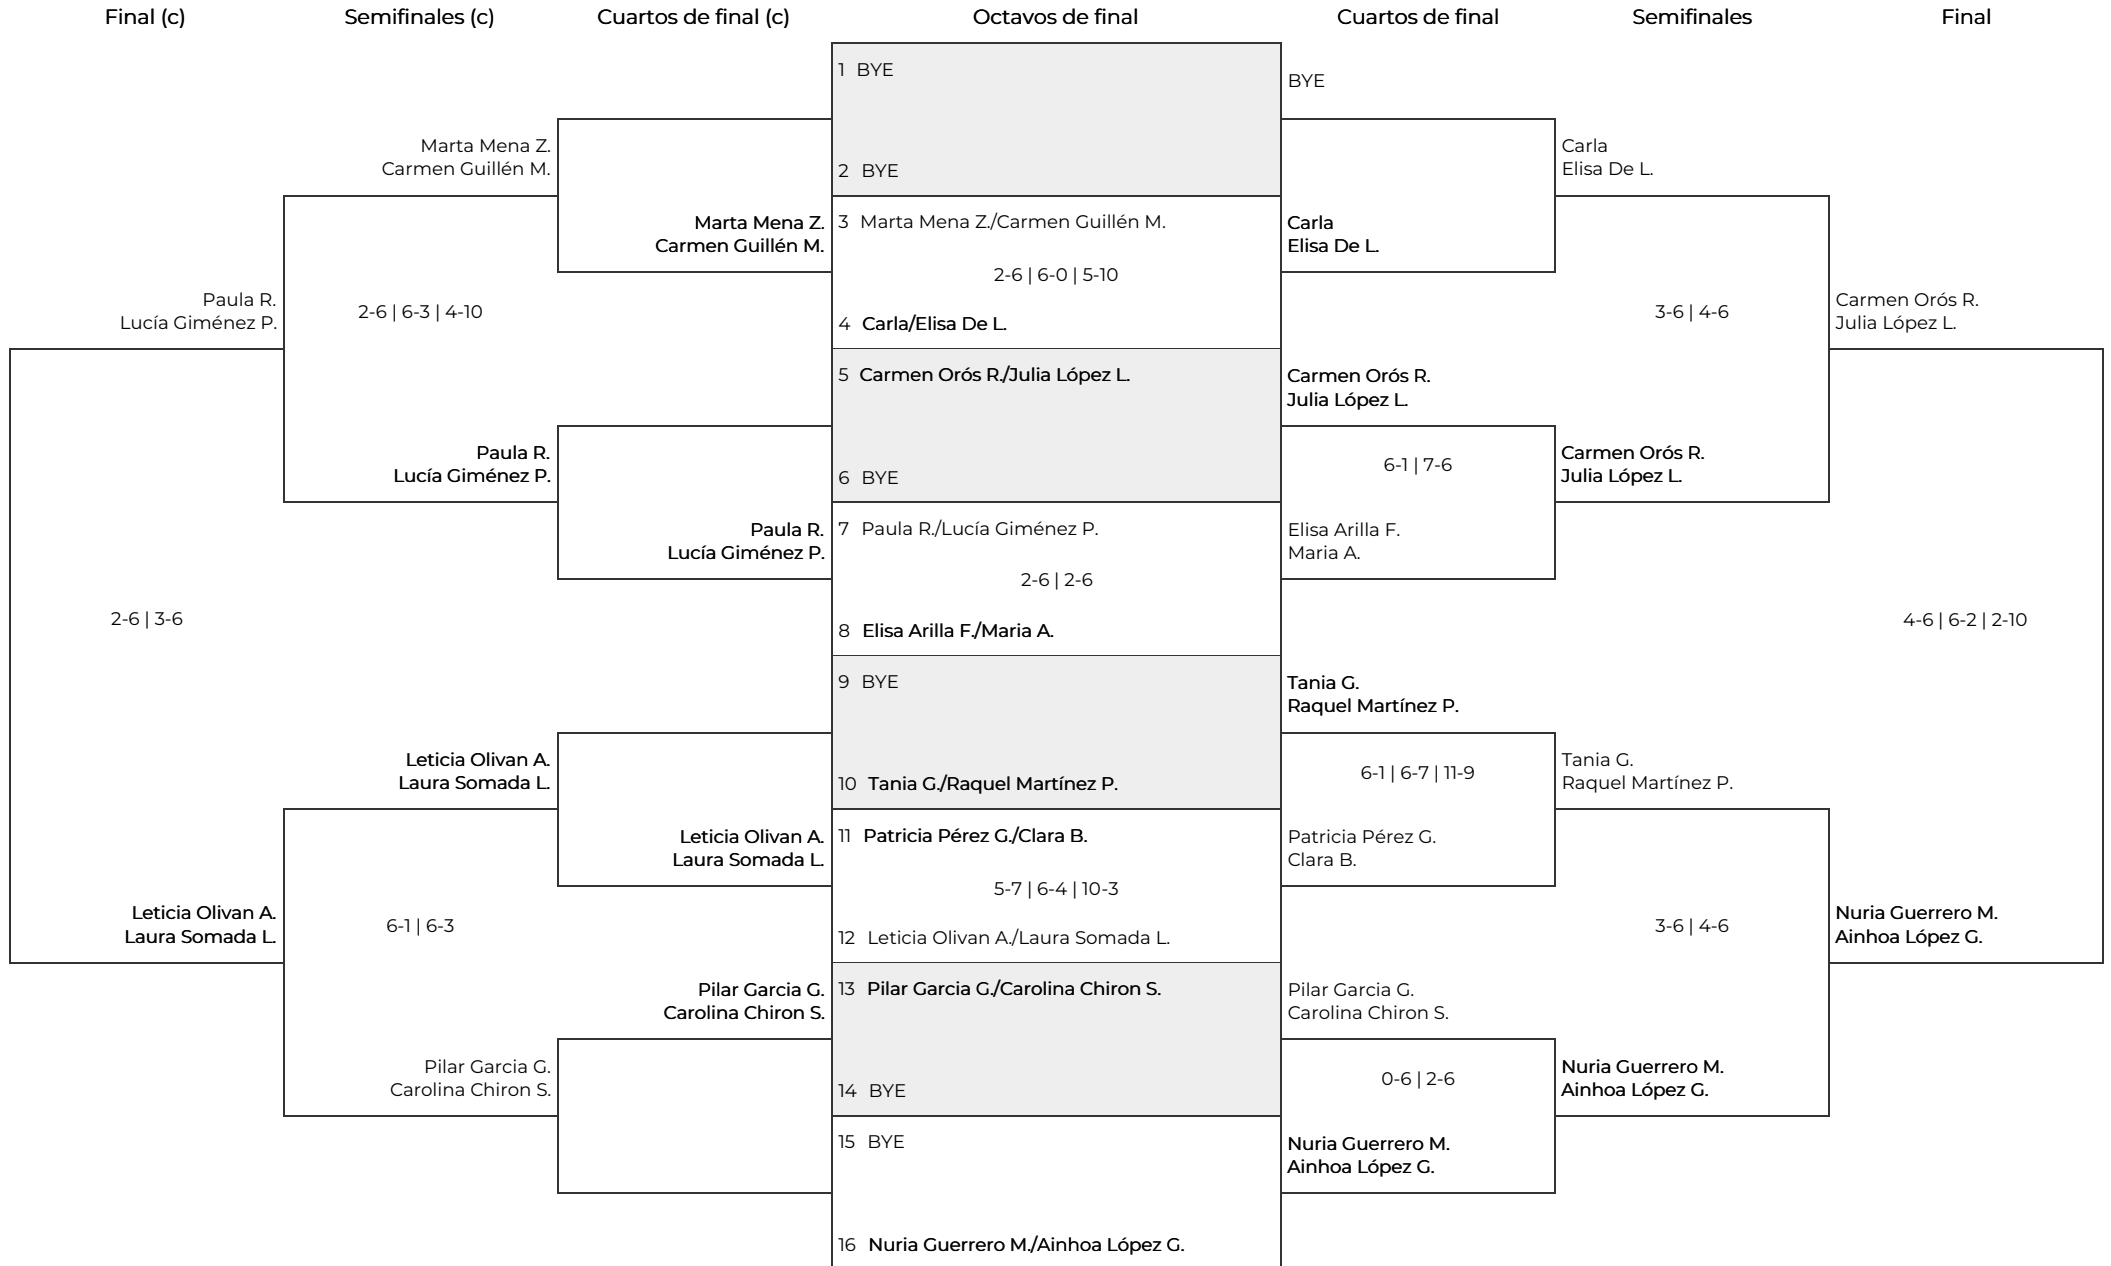 Final (c)
Semifinales (c)
Cuartos de final (c)
Octavos de final
Cuartos de final
Semifinales
Final
Paula R.
Lucía Giménez P.
2-6 | 3-6
Leticia Olivan A.
Laura Somada L.
Marta Mena Z.
Carmen Guillén M.
2-6 | 6-3 | 4-10
Paula R.
Lucía Giménez P.
Leticia Olivan A.
Laura Somada L.
6-1 | 6-3
Pilar Garcia G.
Carolina Chiron S.
Marta Mena Z.
Carmen Guillén M.
Paula R.
Lucía Giménez P.
Leticia Olivan A.
Laura Somada L.
Pilar Garcia G.
Carolina Chiron S.
1 BYE
2 BYE
3 Marta Mena Z./Carmen Guillén M.
2-6 | 6-0 | 5-10
4 Carla/Elisa De L.
5 Carmen Orós R./Julia López L.
6 BYE
7 Paula R./Lucía Giménez P.
2-6 | 2-6
8 Elisa Arilla F./Maria A.
9 BYE
10 Tania G./Raquel Martínez P.
11 Patricia Pérez G./Clara B.
5-7 | 6-4 | 10-3
12 Leticia Olivan A./Laura Somada L.
13 Pilar Garcia G./Carolina Chiron S.
14 BYE
15 BYE
16 Nuria Guerrero M./Ainhoa López G.
BYE
Carla
Elisa De L.
Carmen Orós R.
Julia López L.
6-1 | 7-6
Elisa Arilla F.
Maria A.
Tania G.
Raquel Martínez P.
6-1 | 6-7 | 11-9
Patricia Pérez G.
Clara B.
Pilar Garcia G.
Carolina Chiron S.
0-6 | 2-6
Nuria Guerrero M.
Ainhoa López G.
Carla
Elisa De L.
3-6 | 4-6
Carmen Orós R.
Julia López L.
Tania G.
Raquel Martínez P.
3-6 | 4-6
Nuria Guerrero M.
Ainhoa López G.
Carmen Orós R.
Julia López L.
4-6 | 6-2 | 2-10
Nuria Guerrero M.
Ainhoa López G.